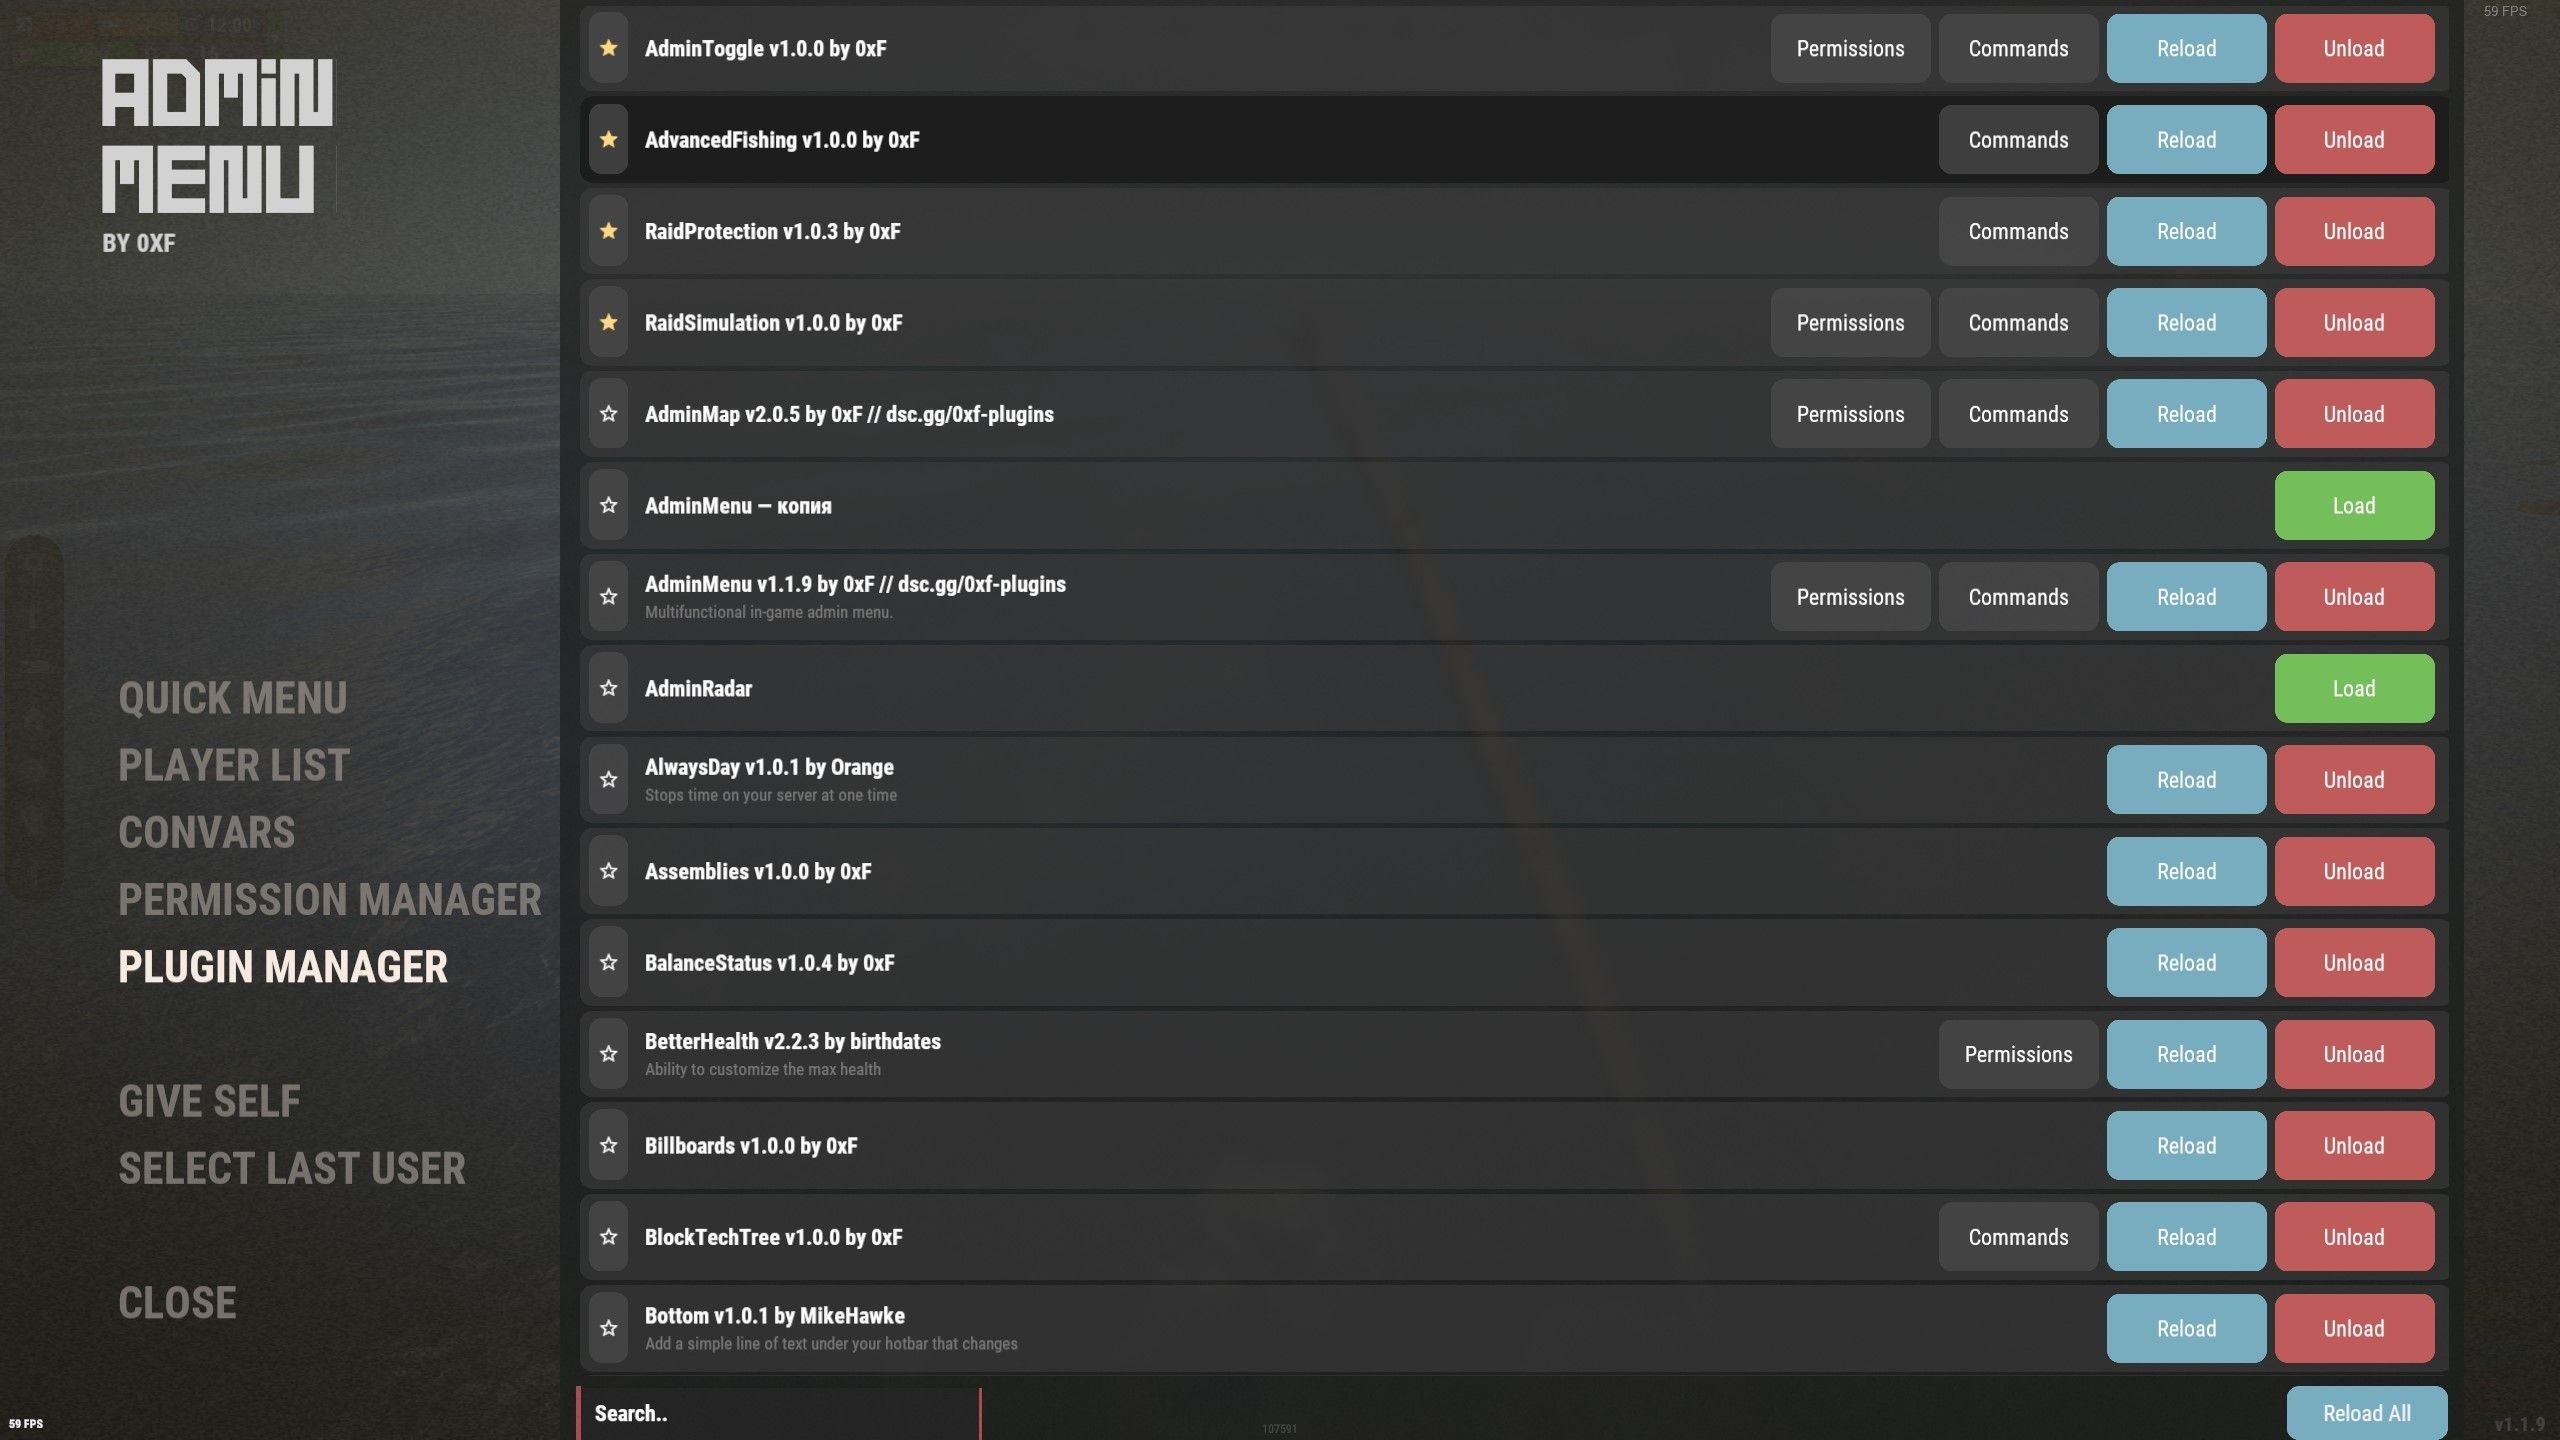 12:00
59 FPS
ADMIN
MENU
BY 0XF
QUICK MENU
PLAYER LIST
CONVARS
PERMISSION MANAGER
PLUGIN MANAGER
GIVE SELF
SELECT LAST USER
CLOSE
59 FPS
AdminToggle v1.0.0 by 0xF
Permissions Commands Reload Unload
AdvancedFishing v1.0.0 by 0xF
Commands Reload Unload
RaidProtection v1.0.3 by 0xF
Commands Reload Unload
RaidSimulation v1.0.0 by 0xF
Permissions Commands Reload Unload
AdminMap v2.0.5 by 0xF // dsc.gg/0xf-plugins
Permissions Commands Reload Unload
AdminMenu — копия
Load
AdminMenu v1.1.9 by 0xF // dsc.gg/0xf-plugins
Multifunctional in-game admin menu.
Permissions Commands Reload Unload
AdminRadar
Load
AlwaysDay v1.0.1 by Orange
Stops time on your server at one time
Reload Unload
Assemblies v1.0.0 by 0xF
Reload Unload
BalanceStatus v1.0.4 by 0xF
Reload Unload
BetterHealth v2.2.3 by birthdates
Ability to customize the max health
Permissions Reload Unload
Billboards v1.0.0 by 0xF
Reload Unload
BlockTechTree v1.0.0 by 0xF
Commands Reload Unload
Bottom v1.0.1 by MikeHawke
Add a simple line of text under your hotbar that changes
Reload Unload
Search..
107591
Reload All
v1.1.9